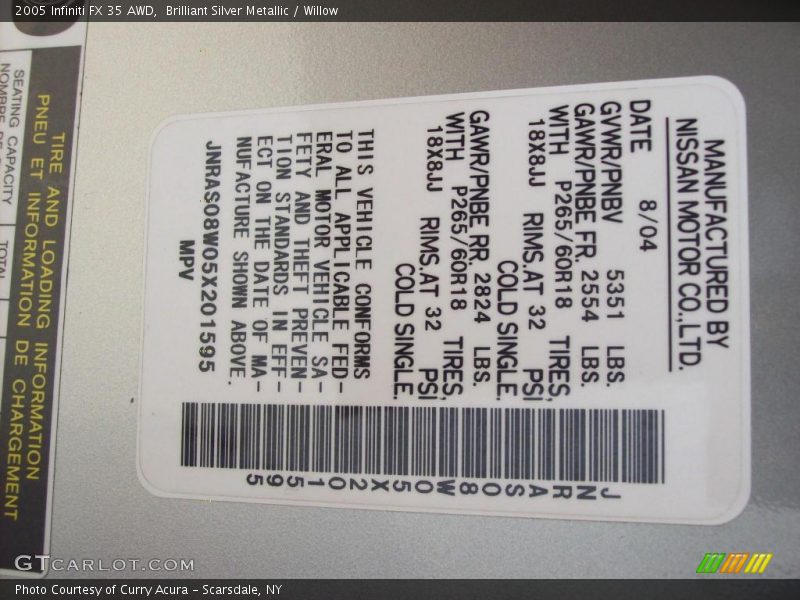 2005 Infiniti FX 35 AWD,  Brilliant Silver Metallic / Willow
MANUFACTURED BY
NISSAN MOTOR CO.,LTD.
DATE 8/04
GVWR/PNBV 5351 LBS.
GAWR/PNBE FR. 2554 LBS.
WITH P265/60R18 TIRES,
18X8JJ RIMS.AT 32 PSI
COLD SINGLE.
GAWR/PNBE RR. 2824 LBS.
WITH P265/60R18 TIRES,
18X8JJ RIMS.AT 32 PSI
COLD SINGLE.
THIS VEHICLE CONFORMS
TO ALL APPLICABLE FED-
ERAL MOTOR VEHICLE SA-
FETY AND THEFT PREVEN-
TION STANDARDS IN EFF-
ECT ON THE DATE OF MA-
NUFACTURE SHOWN ABOVE.
JNRAS08W05X201595
MPV
JNRAS08W05X201595
TIRE AND LOADING INFORMATION
PNEU ET INFORMATION DE CHARGEMENT
SEATING CAPACITY
TOTAL
NOMBRE DE
GTCARLOT.COM
Photo Courtesy of Curry Acura - Scarsdale, NY